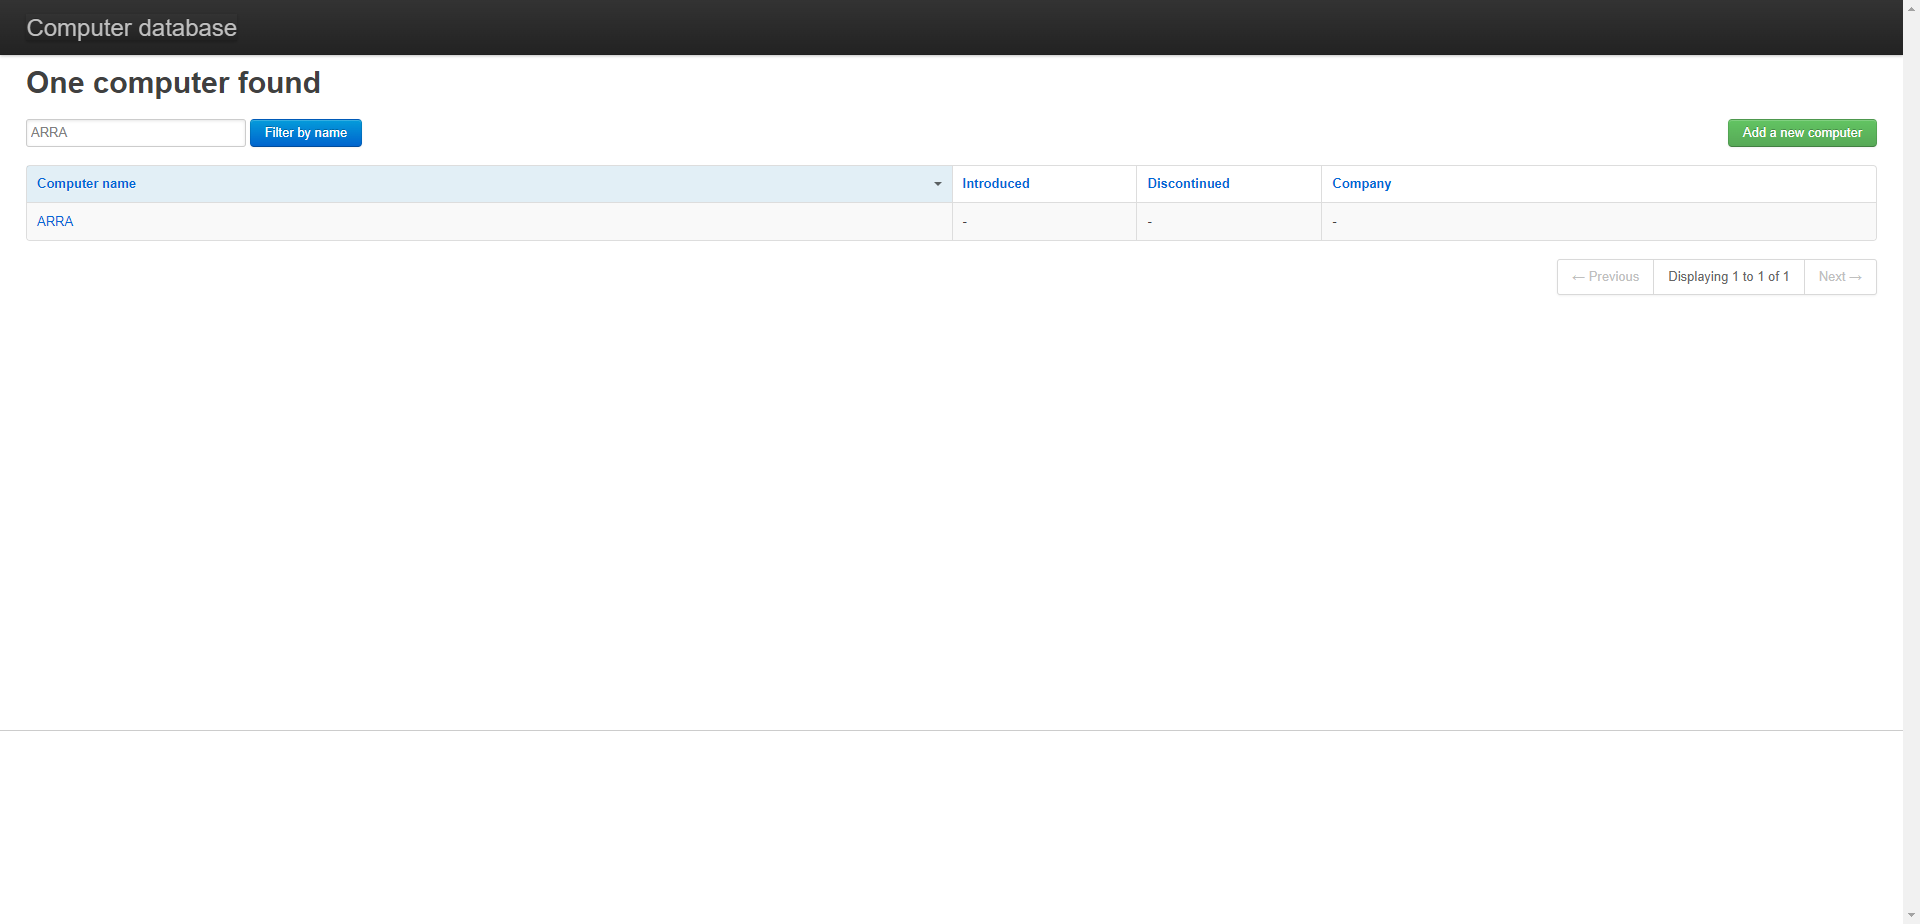 Computer database
One computer found
ARRA Filter by name Add a new computer
Computer name Introduced Discontinued Company
ARRA - - -
← Previous Displaying 1 to 1 of 1 Next →